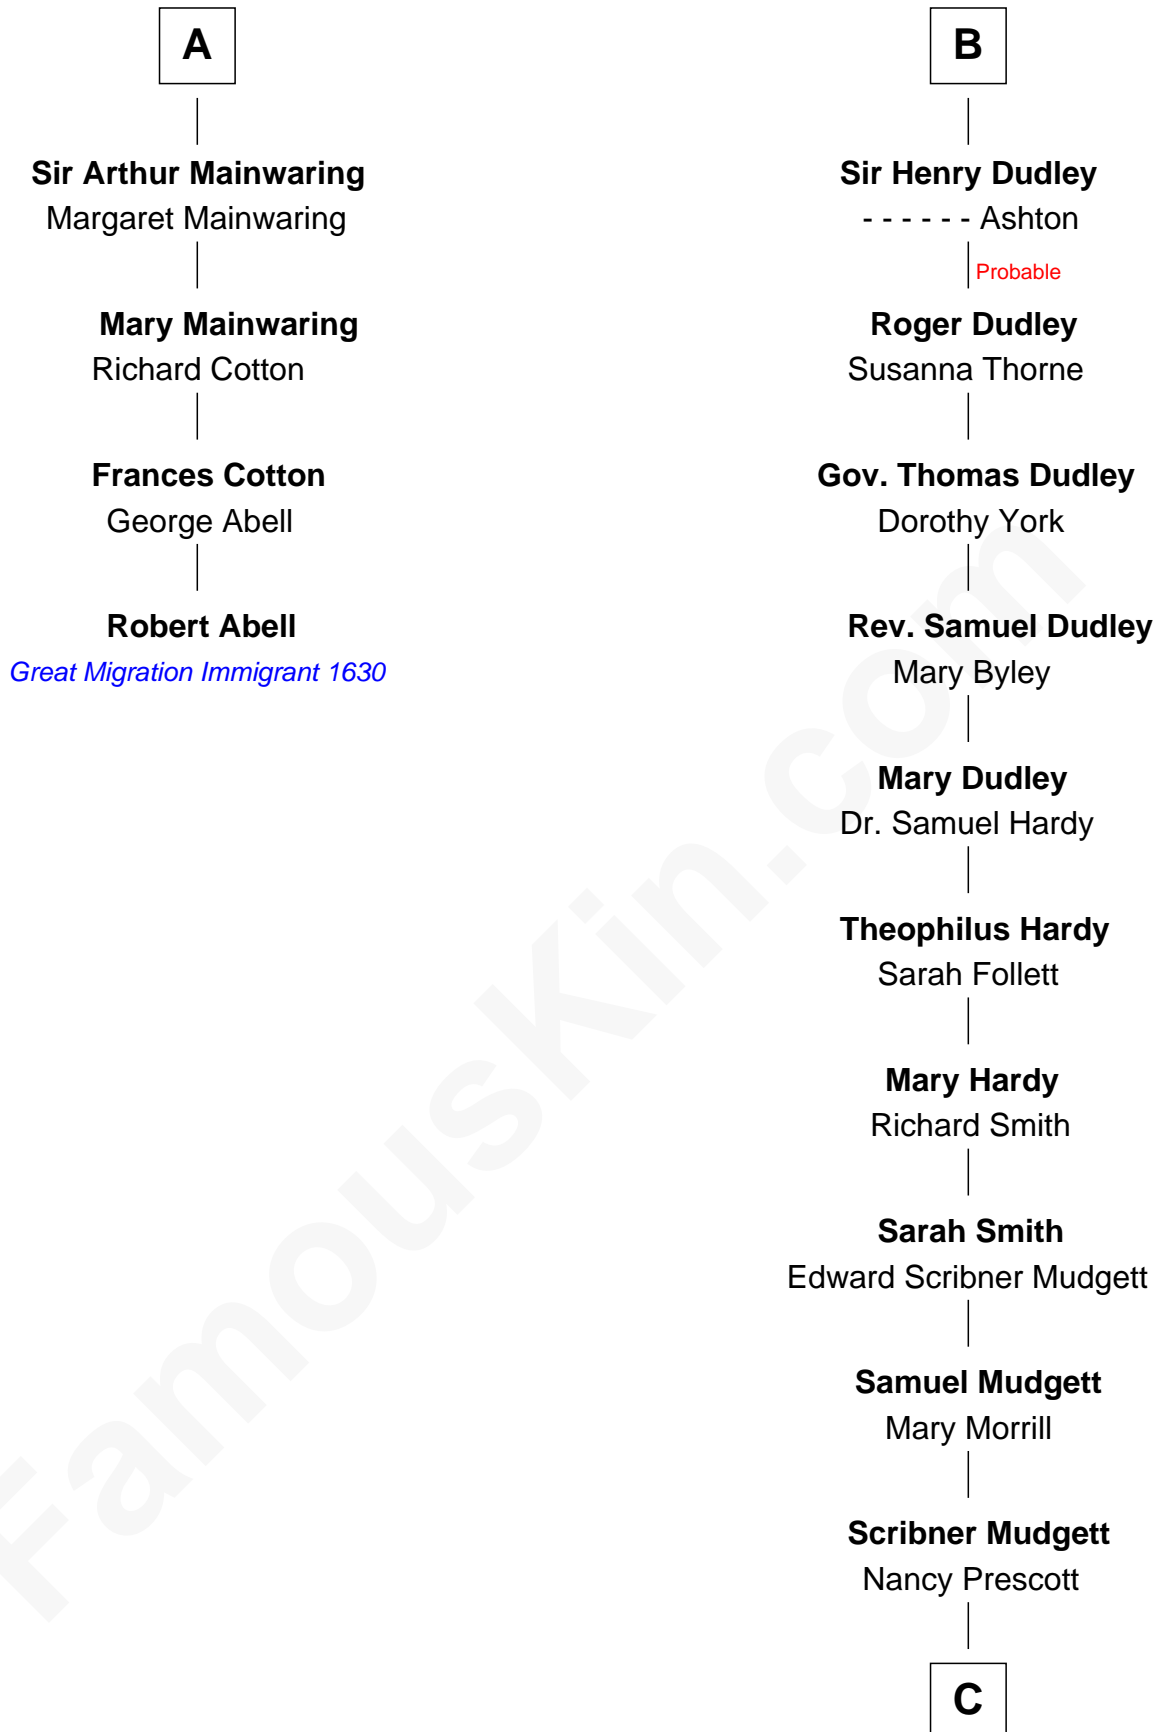 A
Sir Arthur Mainwaring
Margaret Mainwaring
Mary Mainwaring
Richard Cotton
Frances Cotton
George Abell
Robert Abell
Great Migration Immigrant 1630
B
Sir Henry Dudley
- - - - - - Ashton
Probable
Roger Dudley
Susanna Thorne
Gov. Thomas Dudley
Dorothy York
Rev. Samuel Dudley
Mary Byley
Mary Dudley
Dr. Samuel Hardy
Theophilus Hardy
Sarah Follett
Mary Hardy
Richard Smith
Sarah Smith
Edward Scribner Mudgett
Samuel Mudgett
Mary Morrill
Scribner Mudgett
Nancy Prescott
C
FamousKin.com